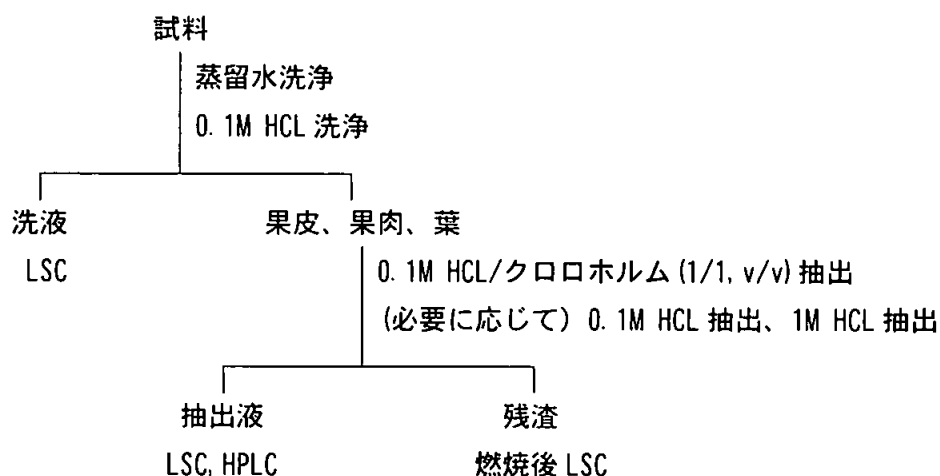 試料
蒸留水洗浄
0.1M HCL 洗浄
洗液
LSC
果皮、果肉、葉
0.1M HCL/クロロホルム(1/1, v/v)抽出
(必要に応じて) 0.1M HCL 抽出、1M HCL 抽出
抽出液
LSC, HPLC
残渣
燃焼後 LSC